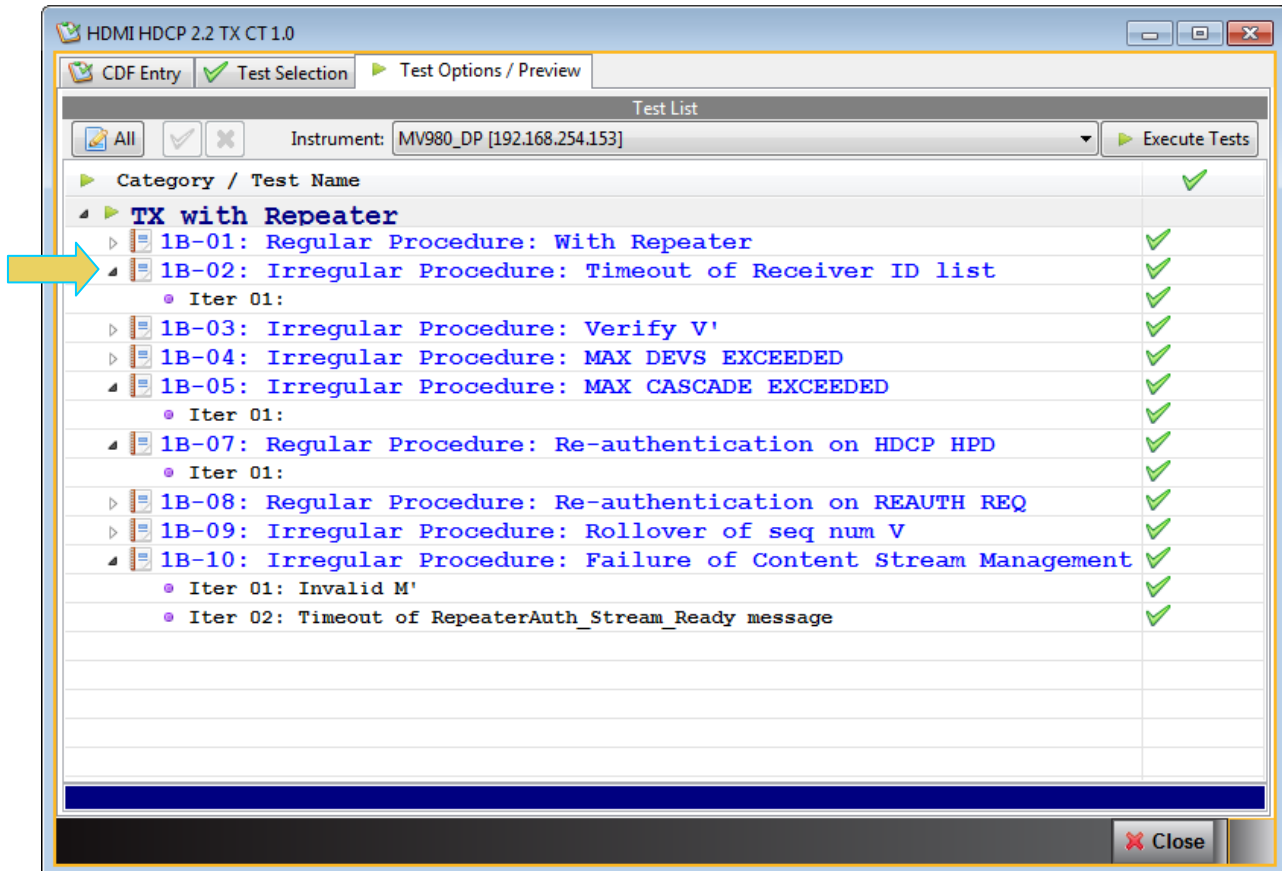 HDMI HDCP 2.2 TX CT 1.0
CDF Entry Test Selection Test Options / Preview
Test List
All Instrument: MV980_DP [192.168.254.153] Execute Tests
Category / Test Name
TX with Repeater
1B-01: Regular Procedure: With Repeater
1B-02: Irregular Procedure: Timeout of Receiver ID list
Iter 01:
1B-03: Irregular Procedure: Verify V'
1B-04: Irregular Procedure: MAX DEVS EXCEEDED
1B-05: Irregular Procedure: MAX CASCADE EXCEEDED
Iter 01:
1B-07: Regular Procedure: Re-authentication on HDCP HPD
Iter 01:
1B-08: Regular Procedure: Re-authentication on REAUTH REQ
1B-09: Irregular Procedure: Rollover of seq num V
1B-10: Irregular Procedure: Failure of Content Stream Management
Iter 01: Invalid M'
Iter 02: Timeout of RepeaterAuth_Stream_Ready message
Close